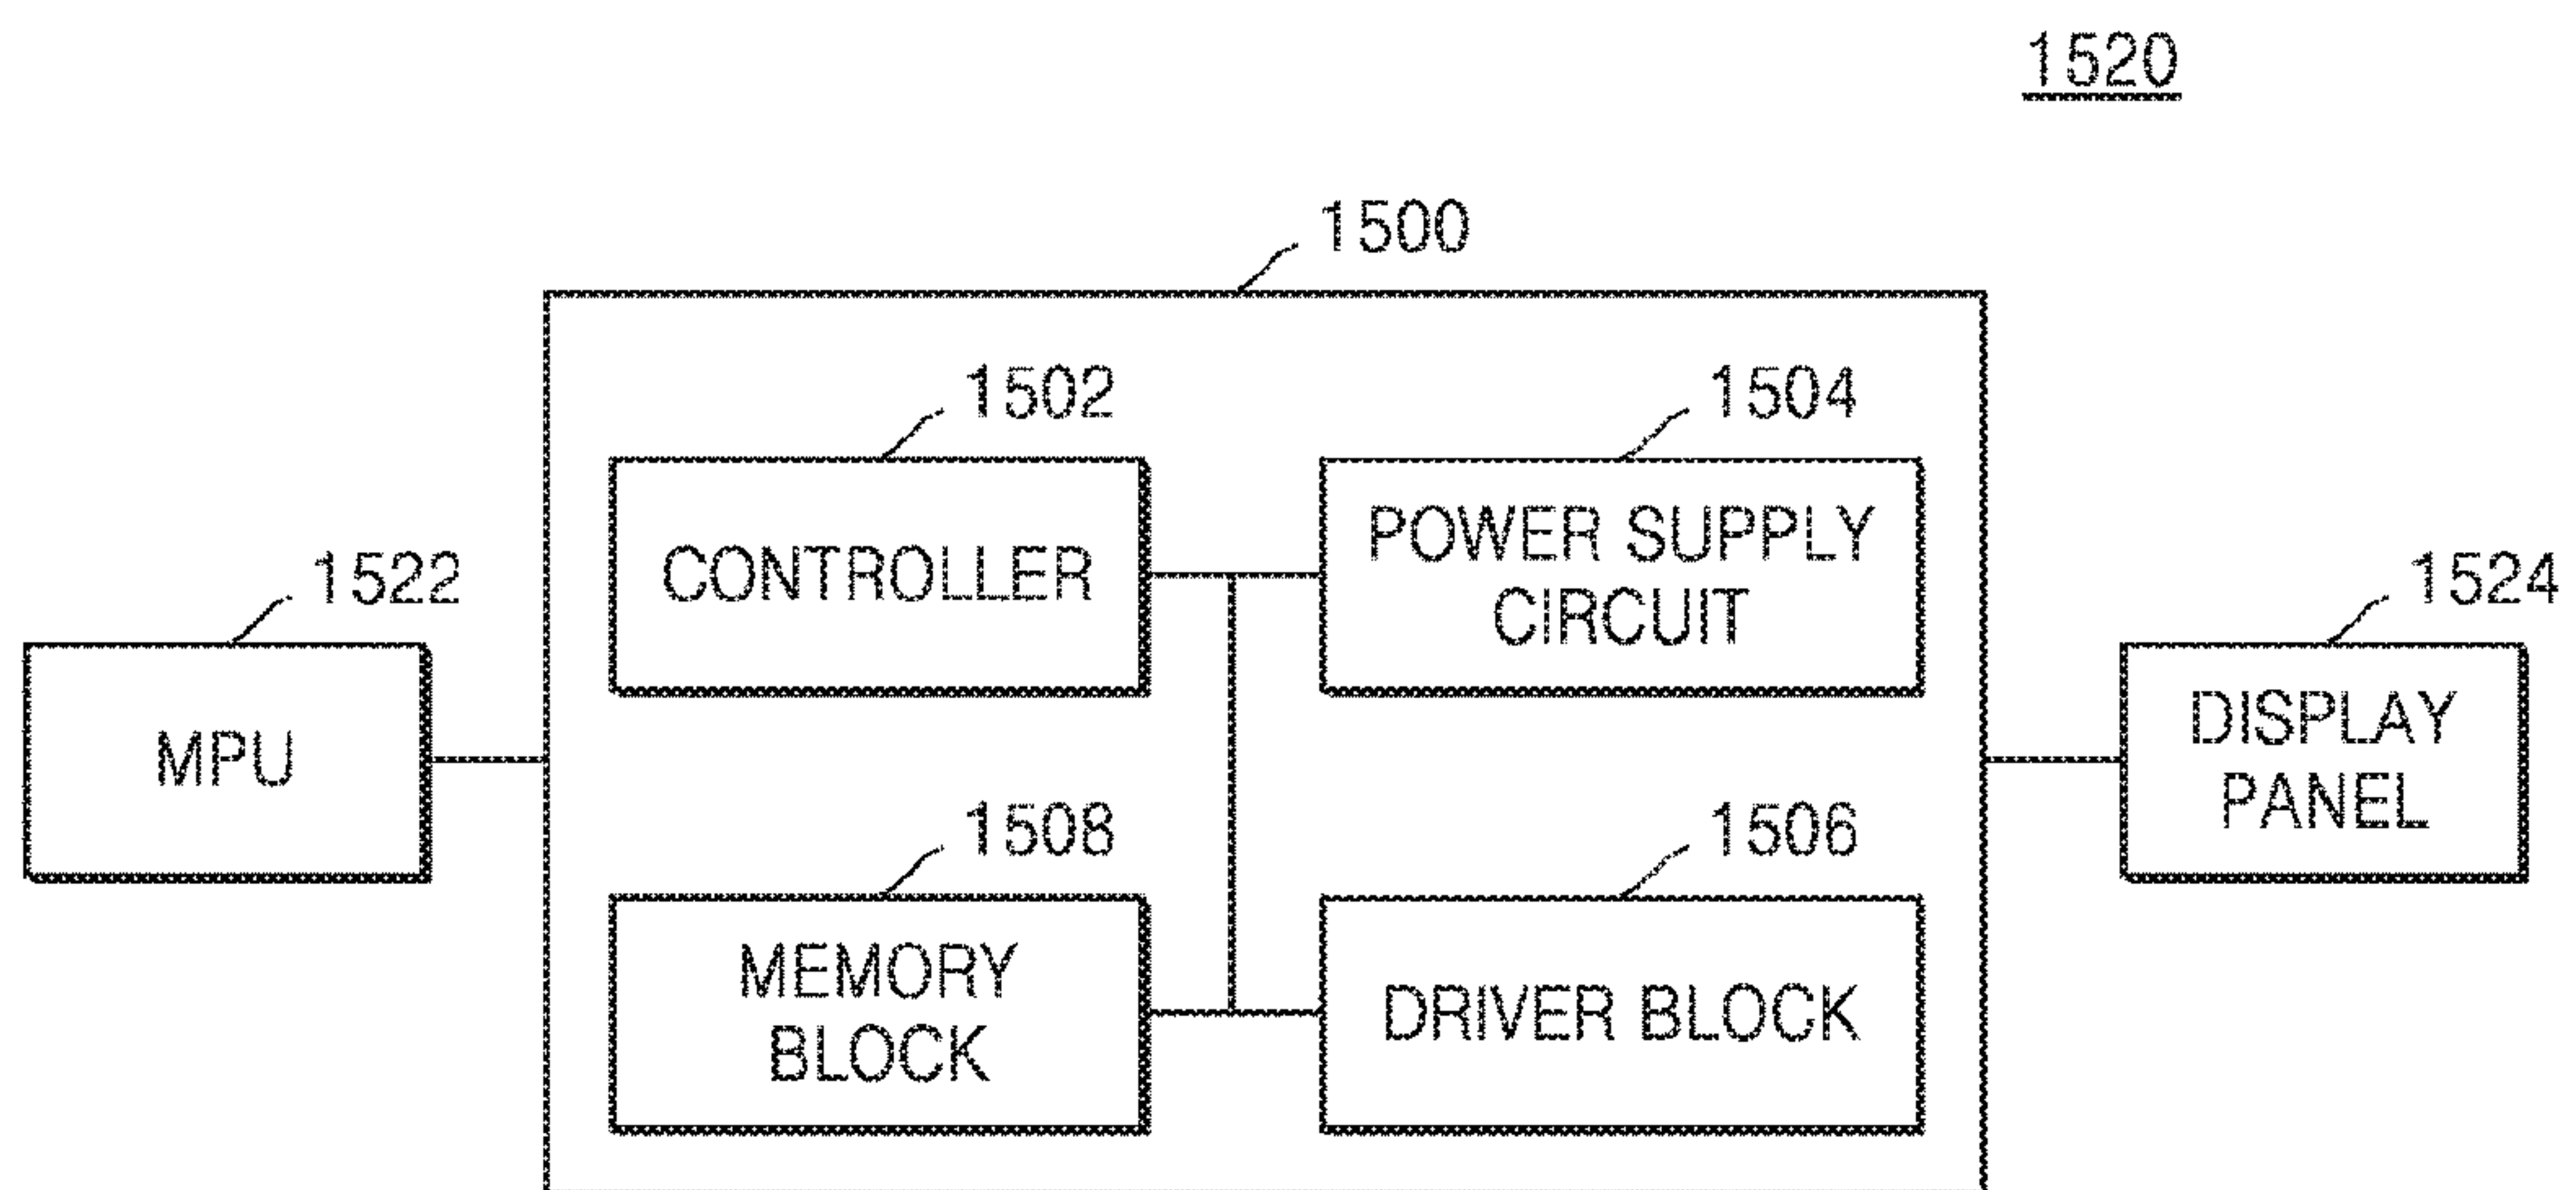 1520
1500
1502
1504
CONTROLLER
POWER SUPPLY
CIRCUIT
1522
MPU
1524
DISPLAY
PANEL
1508
1506
MEMORY
BLOCK
DRIVER BLOCK